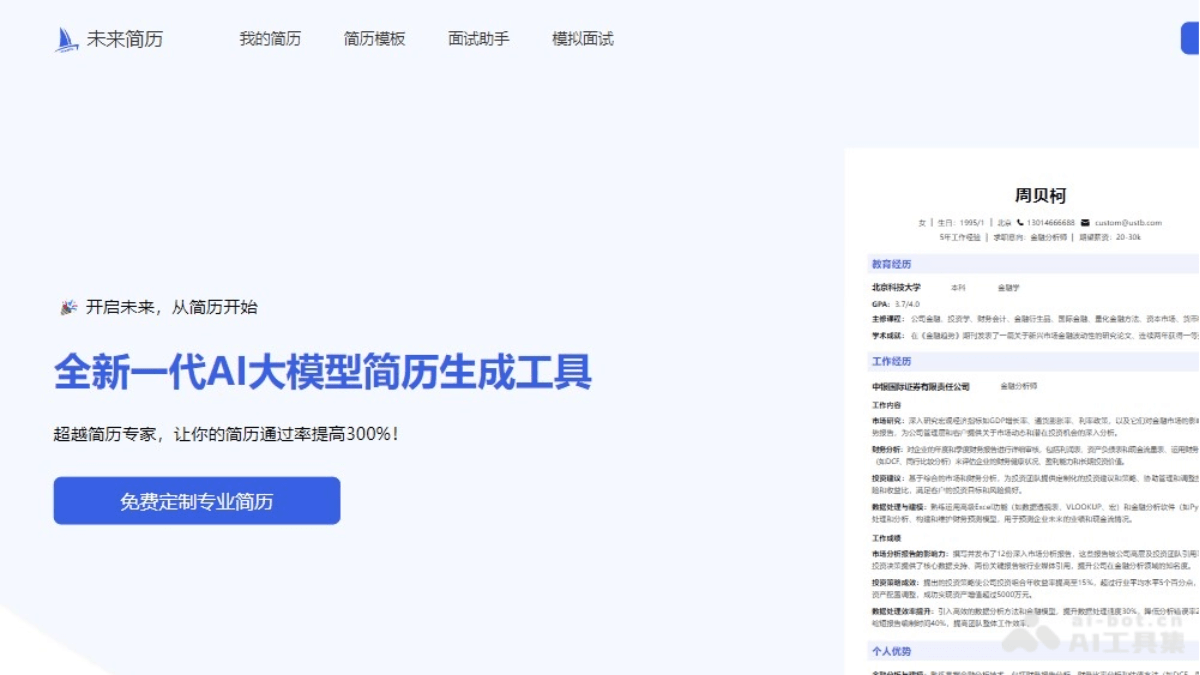 未来简历
我的简历
简历模板
面试助手
模拟面试
开启未来，从简历开始
全新一代AI大模型简历生成工具
超越简历专家，让你的简历通过率提高300%！
免费定制专业简历
周贝柯
女 | 生日：1995/1 | 北京 13014666688 custom@ustb.com
5年工作经验 | 求职意向：金融分析师 | 期望薪资：20-30k
教育经历
北京科技大学 本科 金融学
GPA：3.7/4.0
主修课程：公司金融、投资学、财务会计、金融衍生品、国际金融、量化金融方法、资本市场、货币
学术成就：在《金融趋势》期刊发表了一篇关于新兴市场金融波动性的研究论文，连续两年获得一等
工作经历
中银国际证券有限责任公司 金融分析师
工作内容
市场研究：深入研究宏观经济指标如GDP增长率、通货膨胀率、利率政策，以及它们对金融市场的影
告报告，为公司管理层和客户提供关于市场动态和潜在投资机会的深入分析。
财务分析：对企业的年度和季度财务报告进行详细审核，包括利润表、资产负债表和现金流量表，运用财务
（如DCF、同行比较分析）来评估企业的财务健康状况、盈利能力和长期投资价值。
投资建议：基于综合的市场和财务分析，为投资团队提供定制化的投资建议和策略，协助管理和调整
险和收益比，满足客户的投资目标和风险偏好。
数据处理与建模：熟练运用高级Excel功能（如数据透视表、VLOOKUP、宏）和金融分析软件（如Py
处理和分析，构建和维护财务预测模型，用于预测企业未来的业绩和现金流情况。
工作成绩
市场分析报告的影响力：撰写并发布了12份深入市场分析报告，这些报告被公司高层及投资团队引用
投资决策提供了核心数据支持，两份关键报告被行业媒体引用，提升公司在金融分析领域的知名度。
投资策略成效：提出的投资策略使公司投资组合年收益率提高至15%，超过行业平均水平5个百分点，
资产配置调整，成功实现资产增值超过5000万元。
数据处理效率提升：引入高效的数据分析方法和金融模型，提升数据处理速度30%，降低分析错误率2
短报告编制时间40%，提高团队整体工作效率。
个人优势
ai-bot.cn
AI工具集